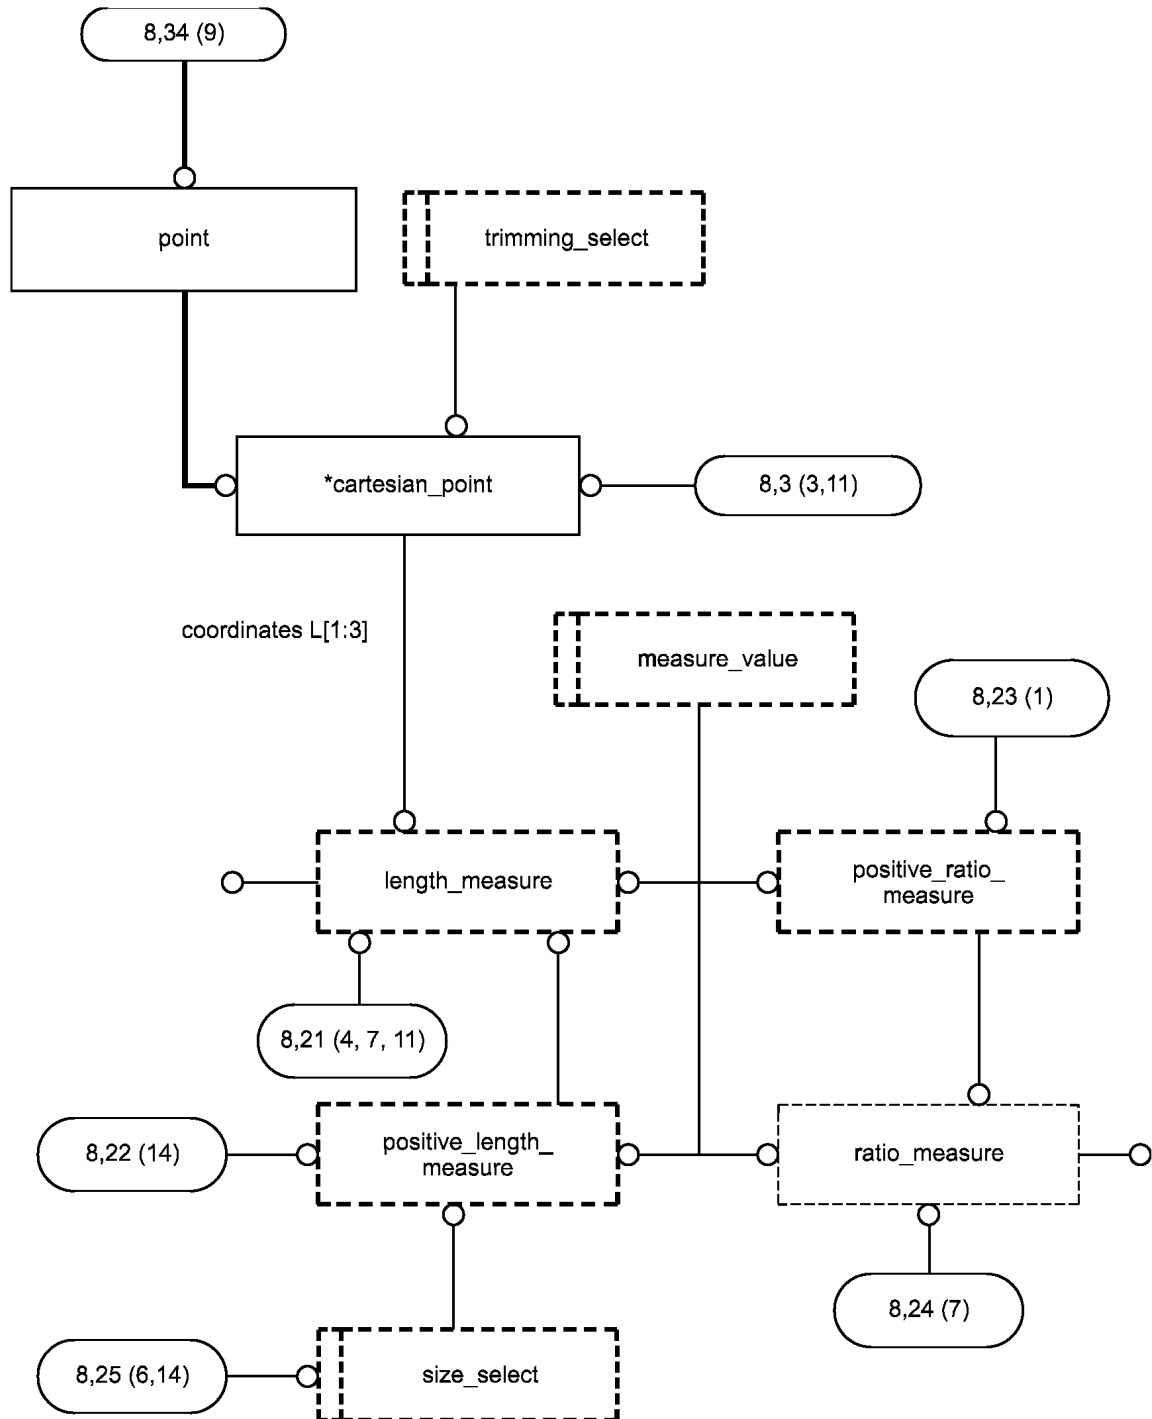 8,34 (9)
point
trimming_select
*cartesian_point
8,3 (3,11)
coordinates L[1:3]
measure_value
8,23 (1)
length_measure
positive_ratio_
measure
8,21 (4, 7, 11)
8,22 (14)
positive_length_
measure
ratio_measure
8,24 (7)
8,25 (6,14)
size_select